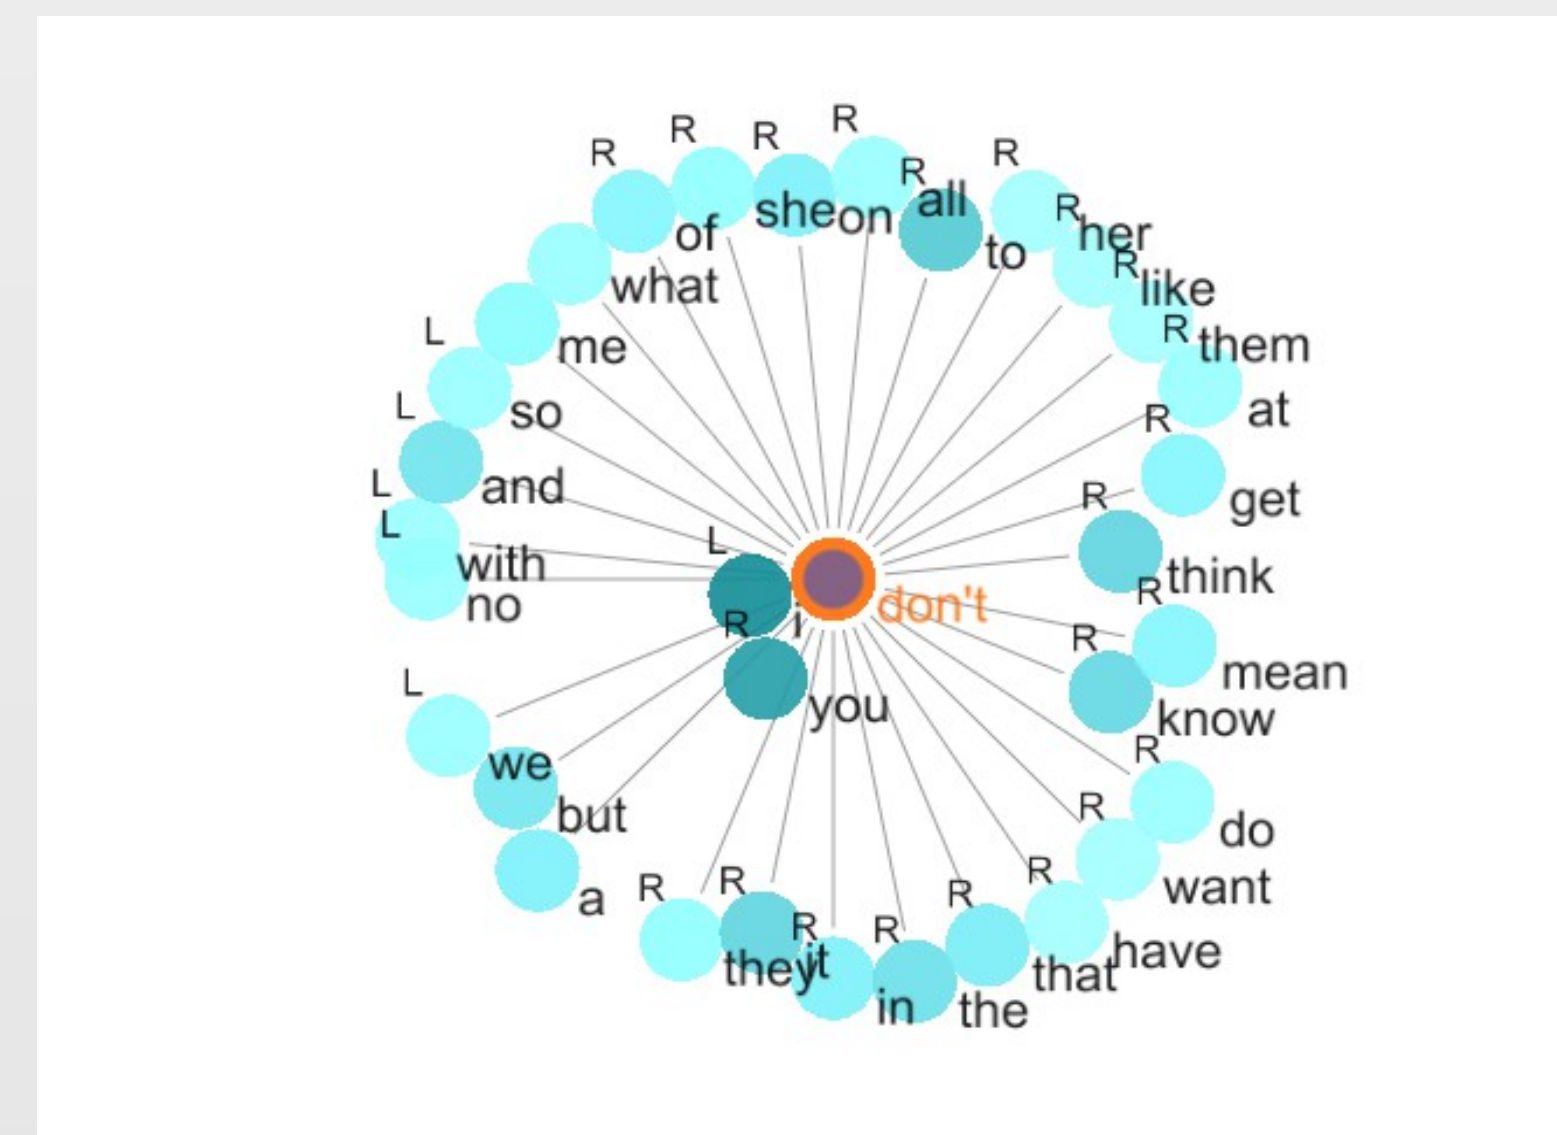 R
R
R
R
R
all
R
of
she
on
to
R
her
R
like
what
R
them
L
me
at
L
so
R
get
L
and
R
L
with
L
think
no
R
don't
R
i
R
mean
L
you
know
we
R
but
R
do
a
R
R
R
want
R
they
it
R
R
that
have
in
the